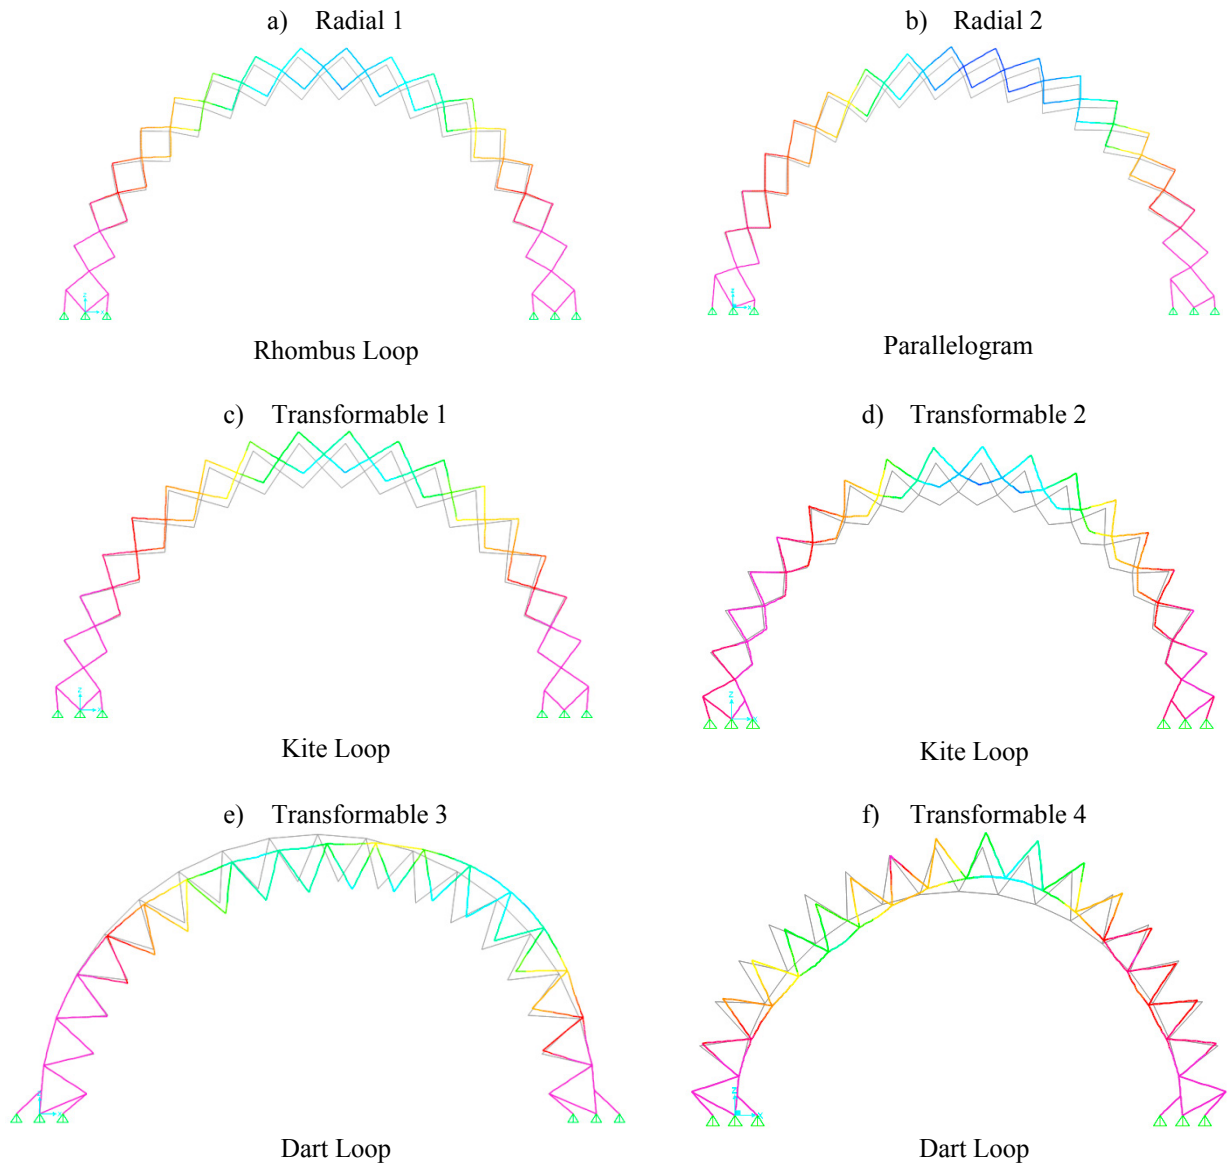 a) Radial 1
b) Radial 2
Rhombus Loop
Parallelogram
c) Transformable 1
d) Transformable 2
Kite Loop
Kite Loop
e) Transformable 3
f) Transformable 4
Dart Loop
Dart Loop